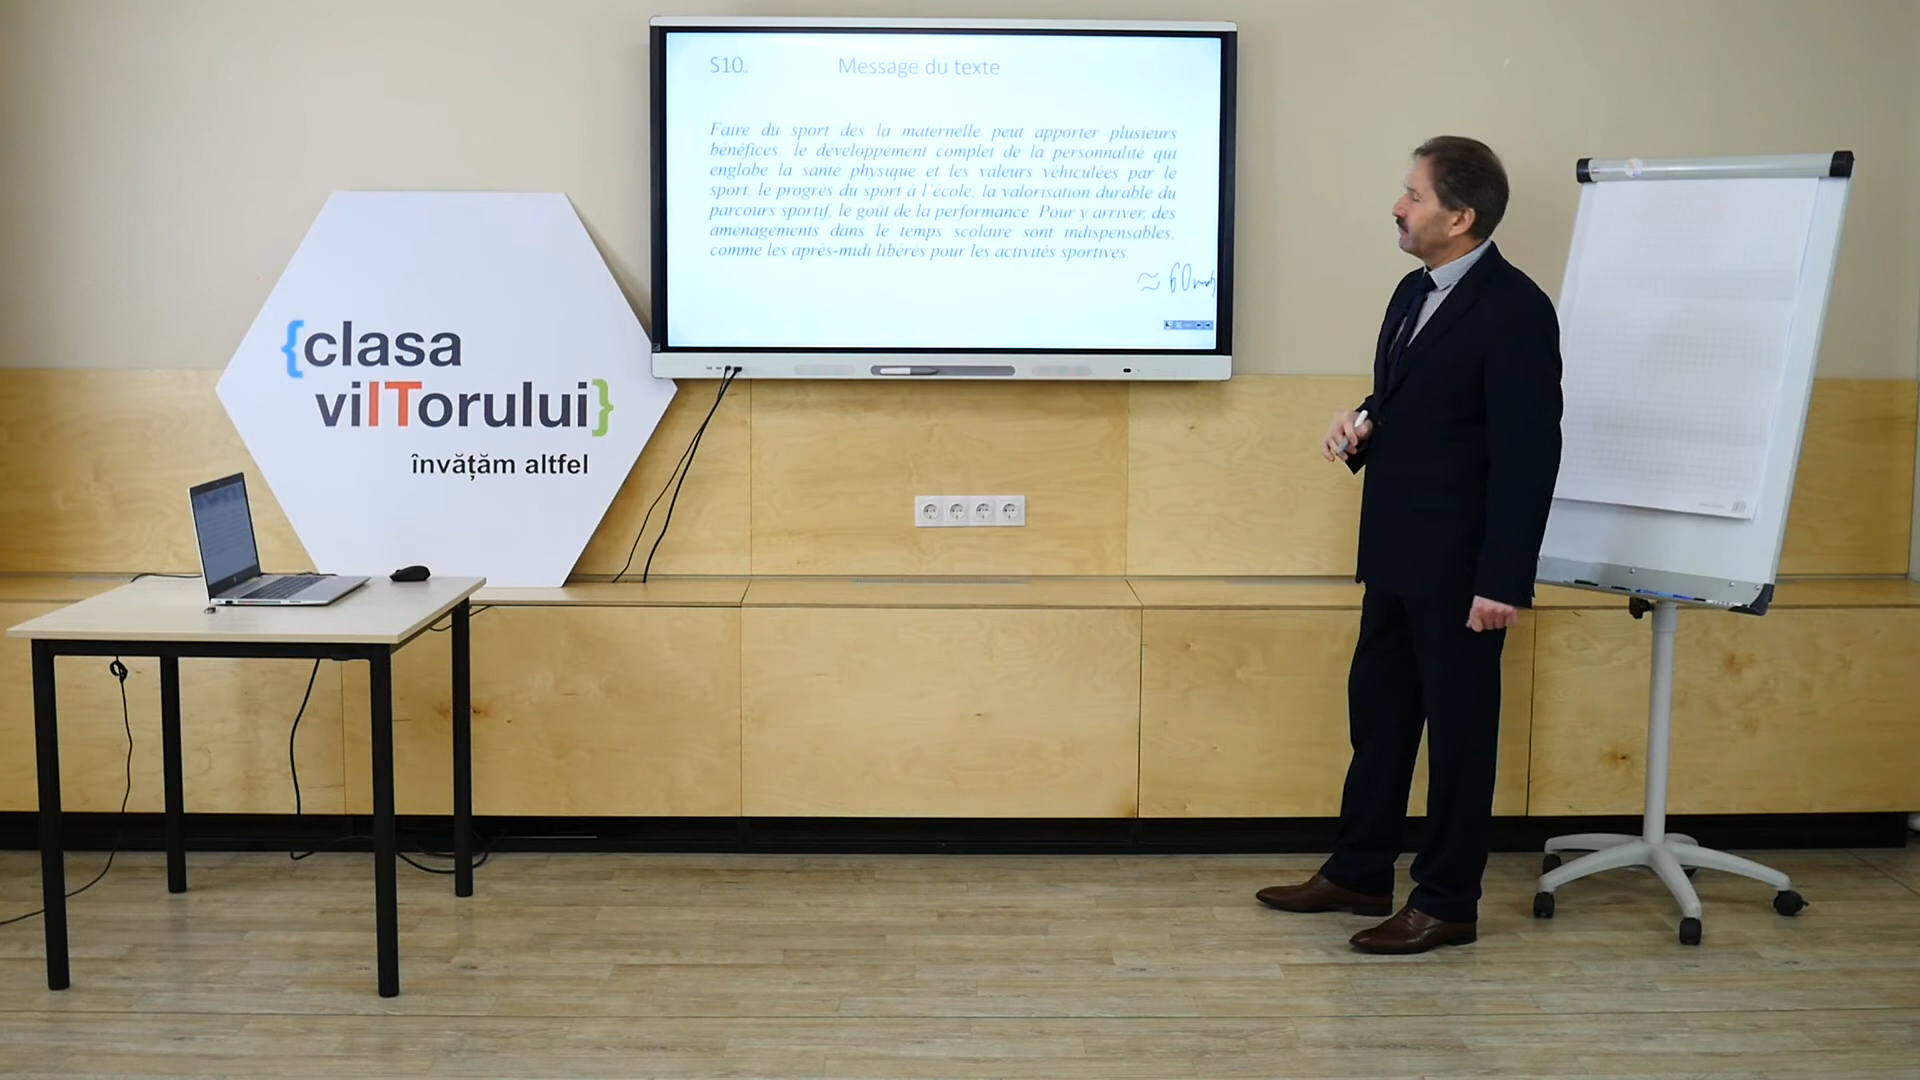 S10. Message du texte
Faire du sport dès la maternelle peut apporter plusieurs
bénéfices: le développement complet de la personnalité qui
englobe la santé physique et les valeurs véhiculées par le
sport, le progrès du sport à l'école, la valorisation durable du
parcours sportif, le goût de la performance. Pour y arriver, des
aménagements dans le temps scolaire sont indispensables,
comme les après-midi libérés pour les activités sportives.
≈ 60
{clasa
viITorului}
învățăm altfel